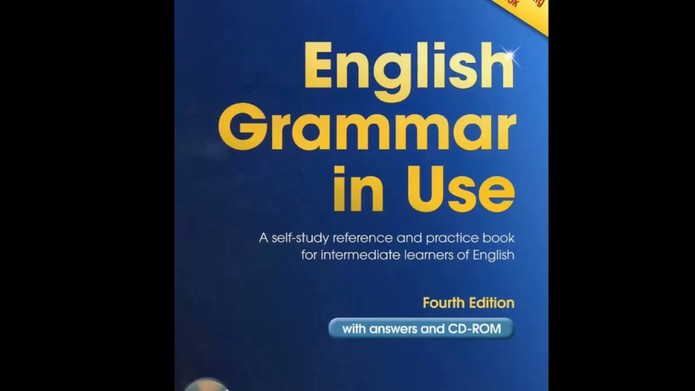 English
Grammar
in Use
A self-study reference and practice book
for intermediate learners of English
Fourth Edition
with answers and CD-ROM